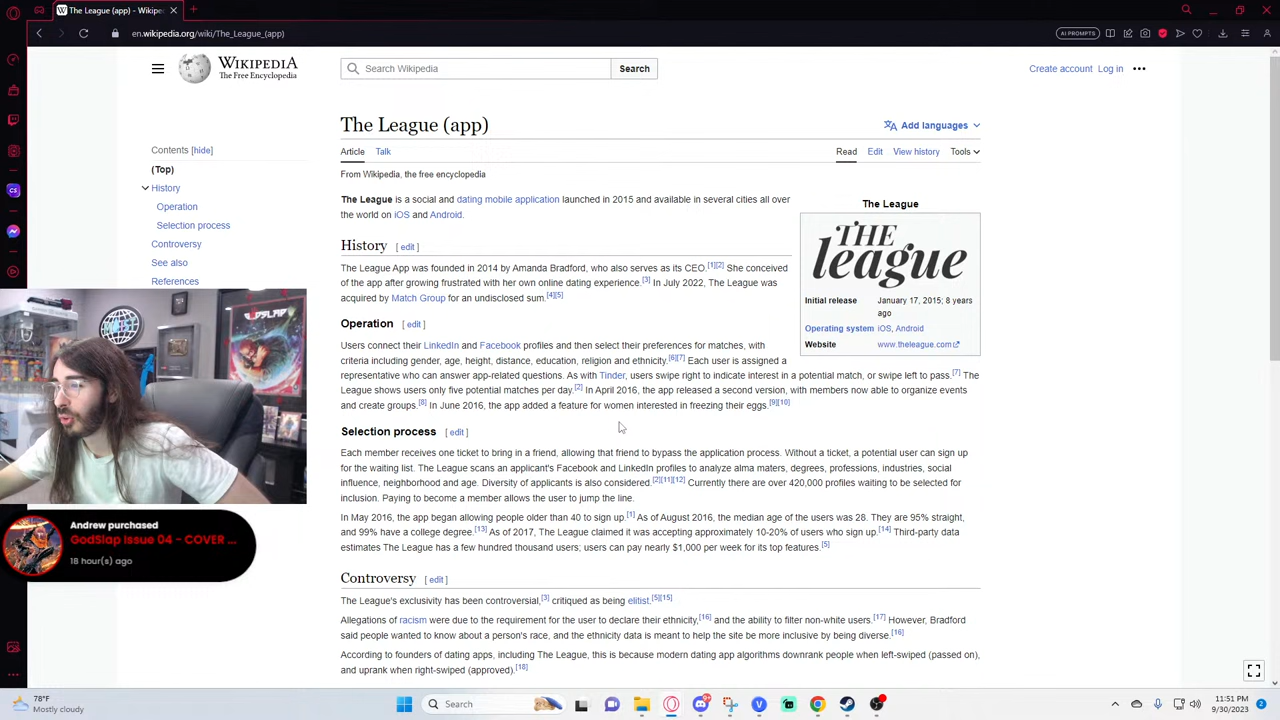 The League (app) - Wikipe
en.wikipedia.org/wiki/The_League_(app)
AI PROMPTS
WIKIPEDIA
The Free Encyclopedia
Search Wikipedia
Search
Create account Log in
Contents [hide]
(Top)
History
Operation
Selection process
Controversy
See also
References
The League (app)
Add languages
Article Talk
Read Edit View history Tools
From Wikipedia, the free encyclopedia
The League is a social and dating mobile application launched in 2015 and available in several cities all over
the world on iOS and Android.
History [ edit ]
The League App was founded in 2014 by Amanda Bradford, who also serves as its CEO.[1][2] She conceived
of the app after growing frustrated with her own online dating experience.[3] In July 2022, The League was
acquired by Match Group for an undisclosed sum.[4][5]
Operation [ edit ]
Users connect their LinkedIn and Facebook profiles and then select their preferences for matches, with
criteria including gender, age, height, distance, education, religion and ethnicity.[6][7] Each user is assigned a
representative who can answer app-related questions. As with Tinder, users swipe right to indicate interest in a potential match, or swipe left to pass.[7] The
League shows users only five potential matches per day.[2] In April 2016, the app released a second version, with members now able to organize events
and create groups.[8] In June 2016, the app added a feature for women interested in freezing their eggs.[9][10]
Selection process [ edit ]
Each member receives one ticket to bring in a friend, allowing that friend to bypass the application process. Without a ticket, a potential user can sign up
for the waiting list. The League scans an applicant's Facebook and LinkedIn profiles to analyze alma maters, degrees, professions, industries, social
influence, neighborhood and age. Diversity of applicants is also considered.[2][11][12] Currently there are over 420,000 profiles waiting to be selected for
inclusion. Paying to become a member allows the user to jump the line.
In May 2016, the app began allowing people older than 40 to sign up.[1] As of August 2016, the median age of the users was 28. They are 95% straight,
and 99% have a college degree.[13] As of 2017, The League claimed it was accepting approximately 10-20% of users who sign up.[14] Third-party data
estimates The League has a few hundred thousand users; users can pay nearly $1,000 per week for its top features.[5]
Controversy [ edit ]
The League's exclusivity has been controversial,[3] critiqued as being elitist.[5][15]
Allegations of racism were due to the requirement for the user to declare their ethnicity,[16] and the ability to filter non-white users.[17] However, Bradford
said people wanted to know about a person's race, and the ethnicity data is meant to help the site be more inclusive by being diverse.[16]
According to founders of dating apps, including The League, this is because modern dating app algorithms downrank people when left-swiped (passed on),
and uprank when right-swiped (approved).[18]
The League
THE
league
Initial release January 17, 2015; 8 years
ago
Operating system iOS, Android
Website www.theleague.com
Andrew purchased
GodSlap Issue 04 - COVER ...
18 hour(s) ago
78°F
Mostly cloudy
Search
11:51 PM
9/30/2023